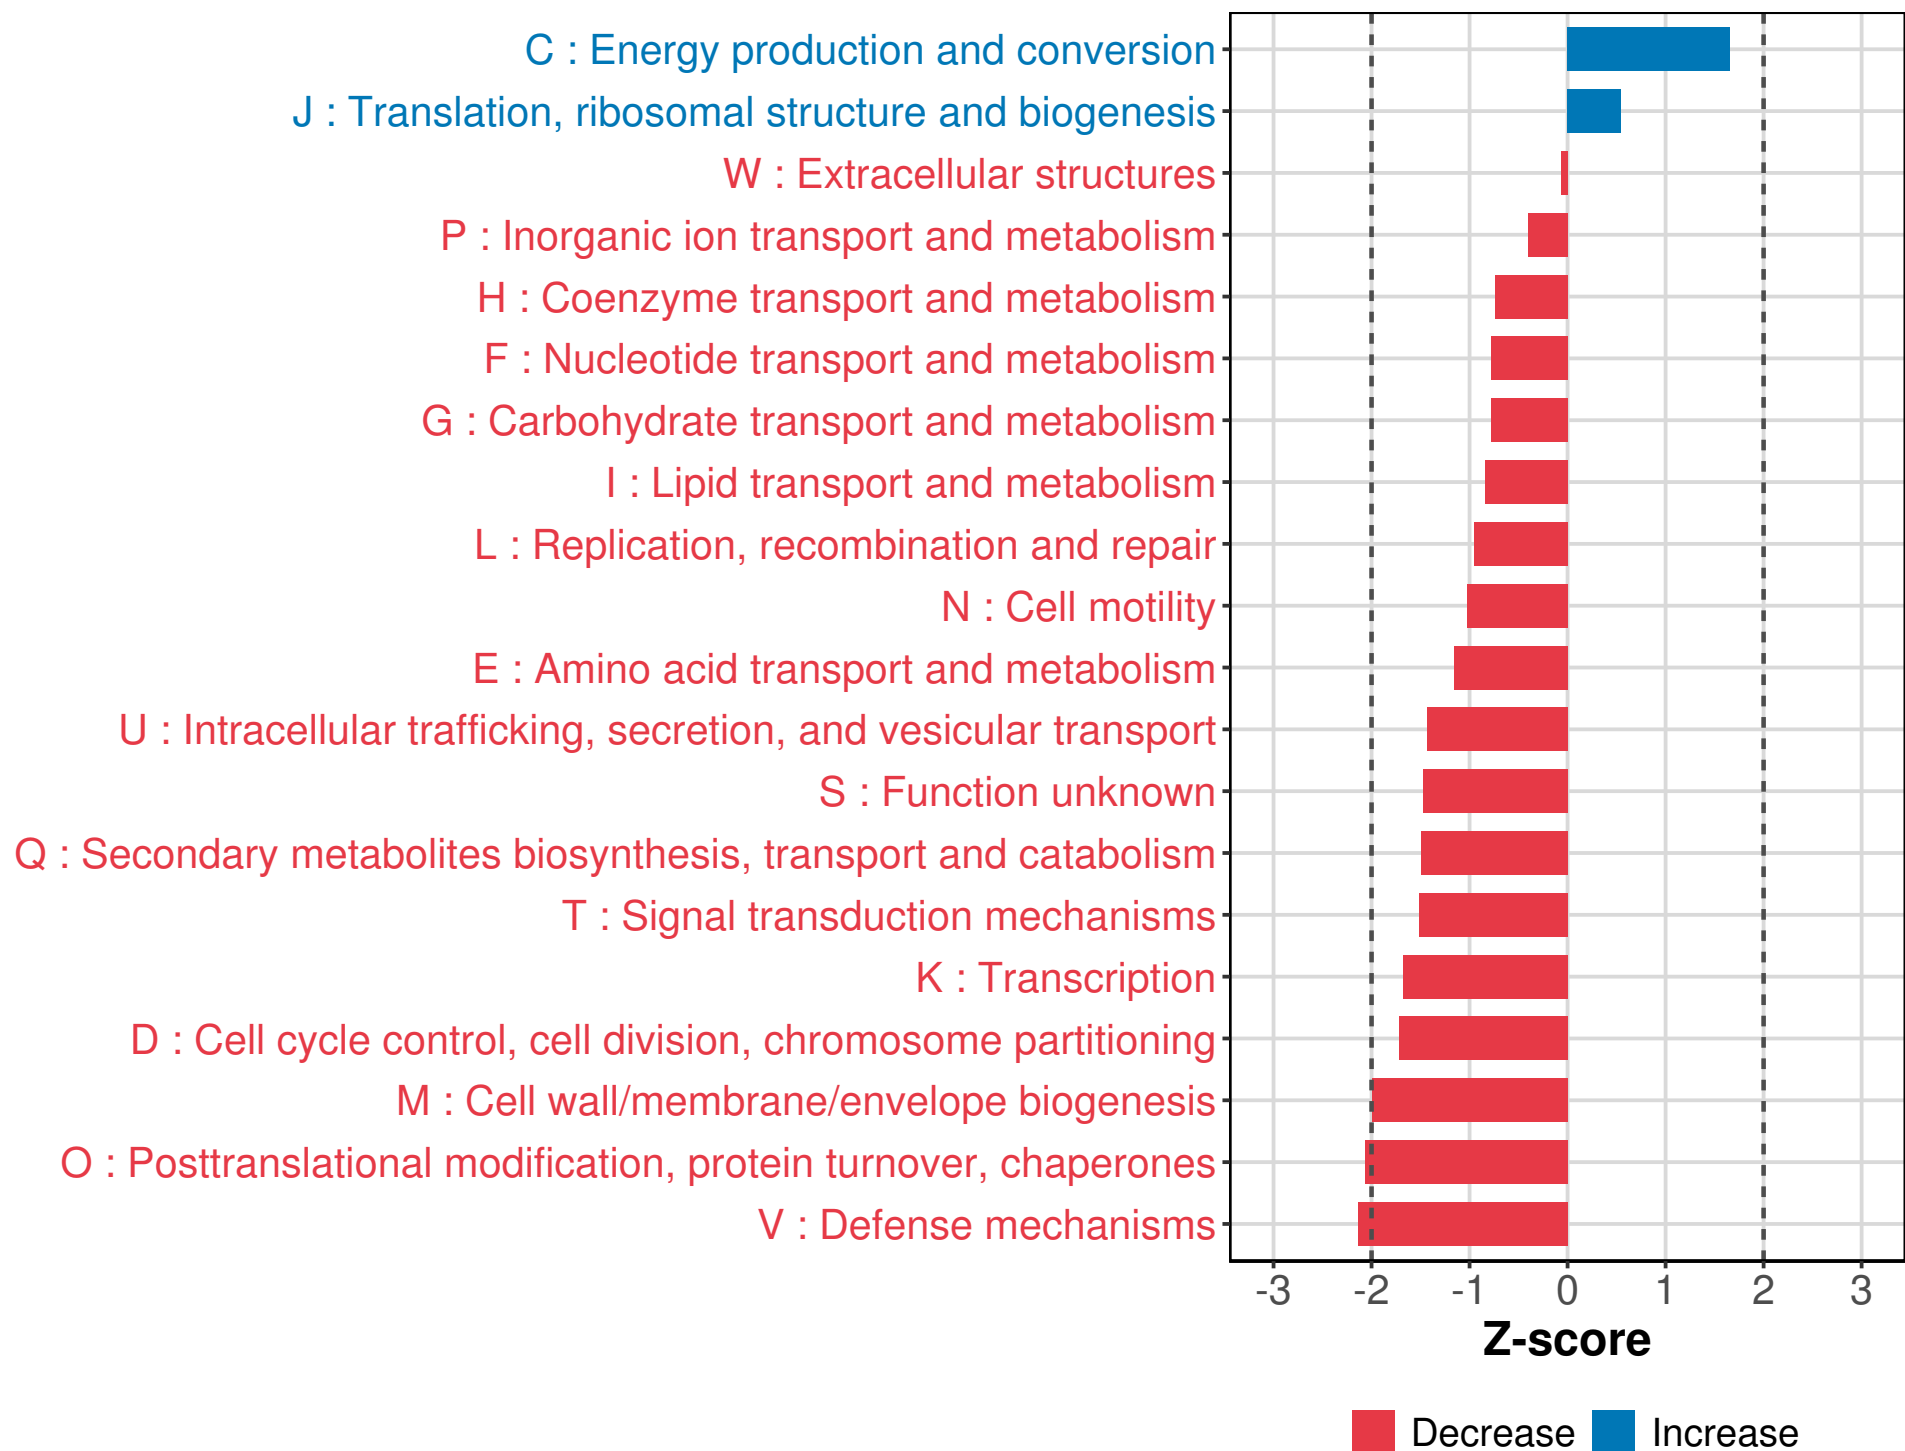 C : Energy production and conversion
J : Translation, ribosomal structure and biogenesis
W : Extracellular structures
P : Inorganic ion transport and metabolism
H : Coenzyme transport and metabolism
F : Nucleotide transport and metabolism
G : Carbohydrate transport and metabolism
I : Lipid transport and metabolism
L : Replication, recombination and repair
N : Cell motility
E : Amino acid transport and metabolism
U : Intracellular trafficking, secretion, and vesicular transport
S : Function unknown
Q : Secondary metabolites biosynthesis, transport and catabolism
T : Signal transduction mechanisms
K : Transcription
D : Cell cycle control, cell division, chromosome partitioning
M : Cell wall/membrane/envelope biogenesis
O : Posttranslational modification, protein turnover, chaperones
V : Defense mechanisms
-3 -2 -1 0 1 2 3
Z-score
Decrease Increase